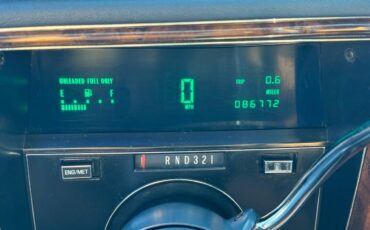 UNLEADED FUEL ONLY
E F
0
MPH
TRIP 0.6
MILES
086772
RND321
ENG/MET